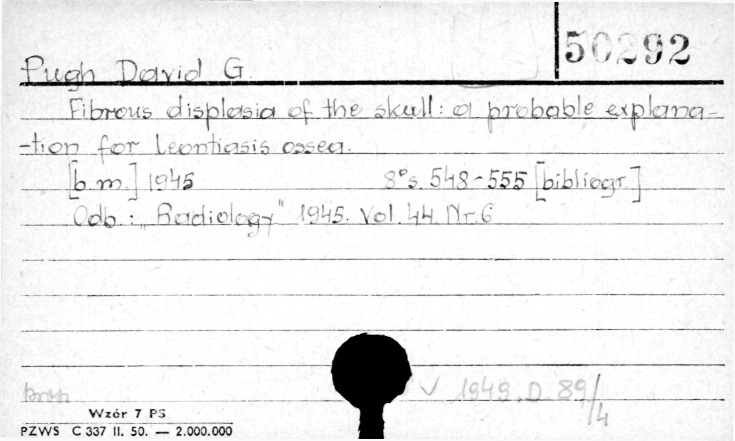 50292
Pugh David G.
Fibrous displasia of the skull: a probable explana-
-tion for leontiasis ossea.
[b.m.] 1945 8°s. 548-555 [bibliogr.]
Odb.: „Radiology" 1945. Vol. 44. Nr. 6
V 1949. D 89/4
Wzór 7 PS
PZWS C 337 II. 50. — 2.000.000